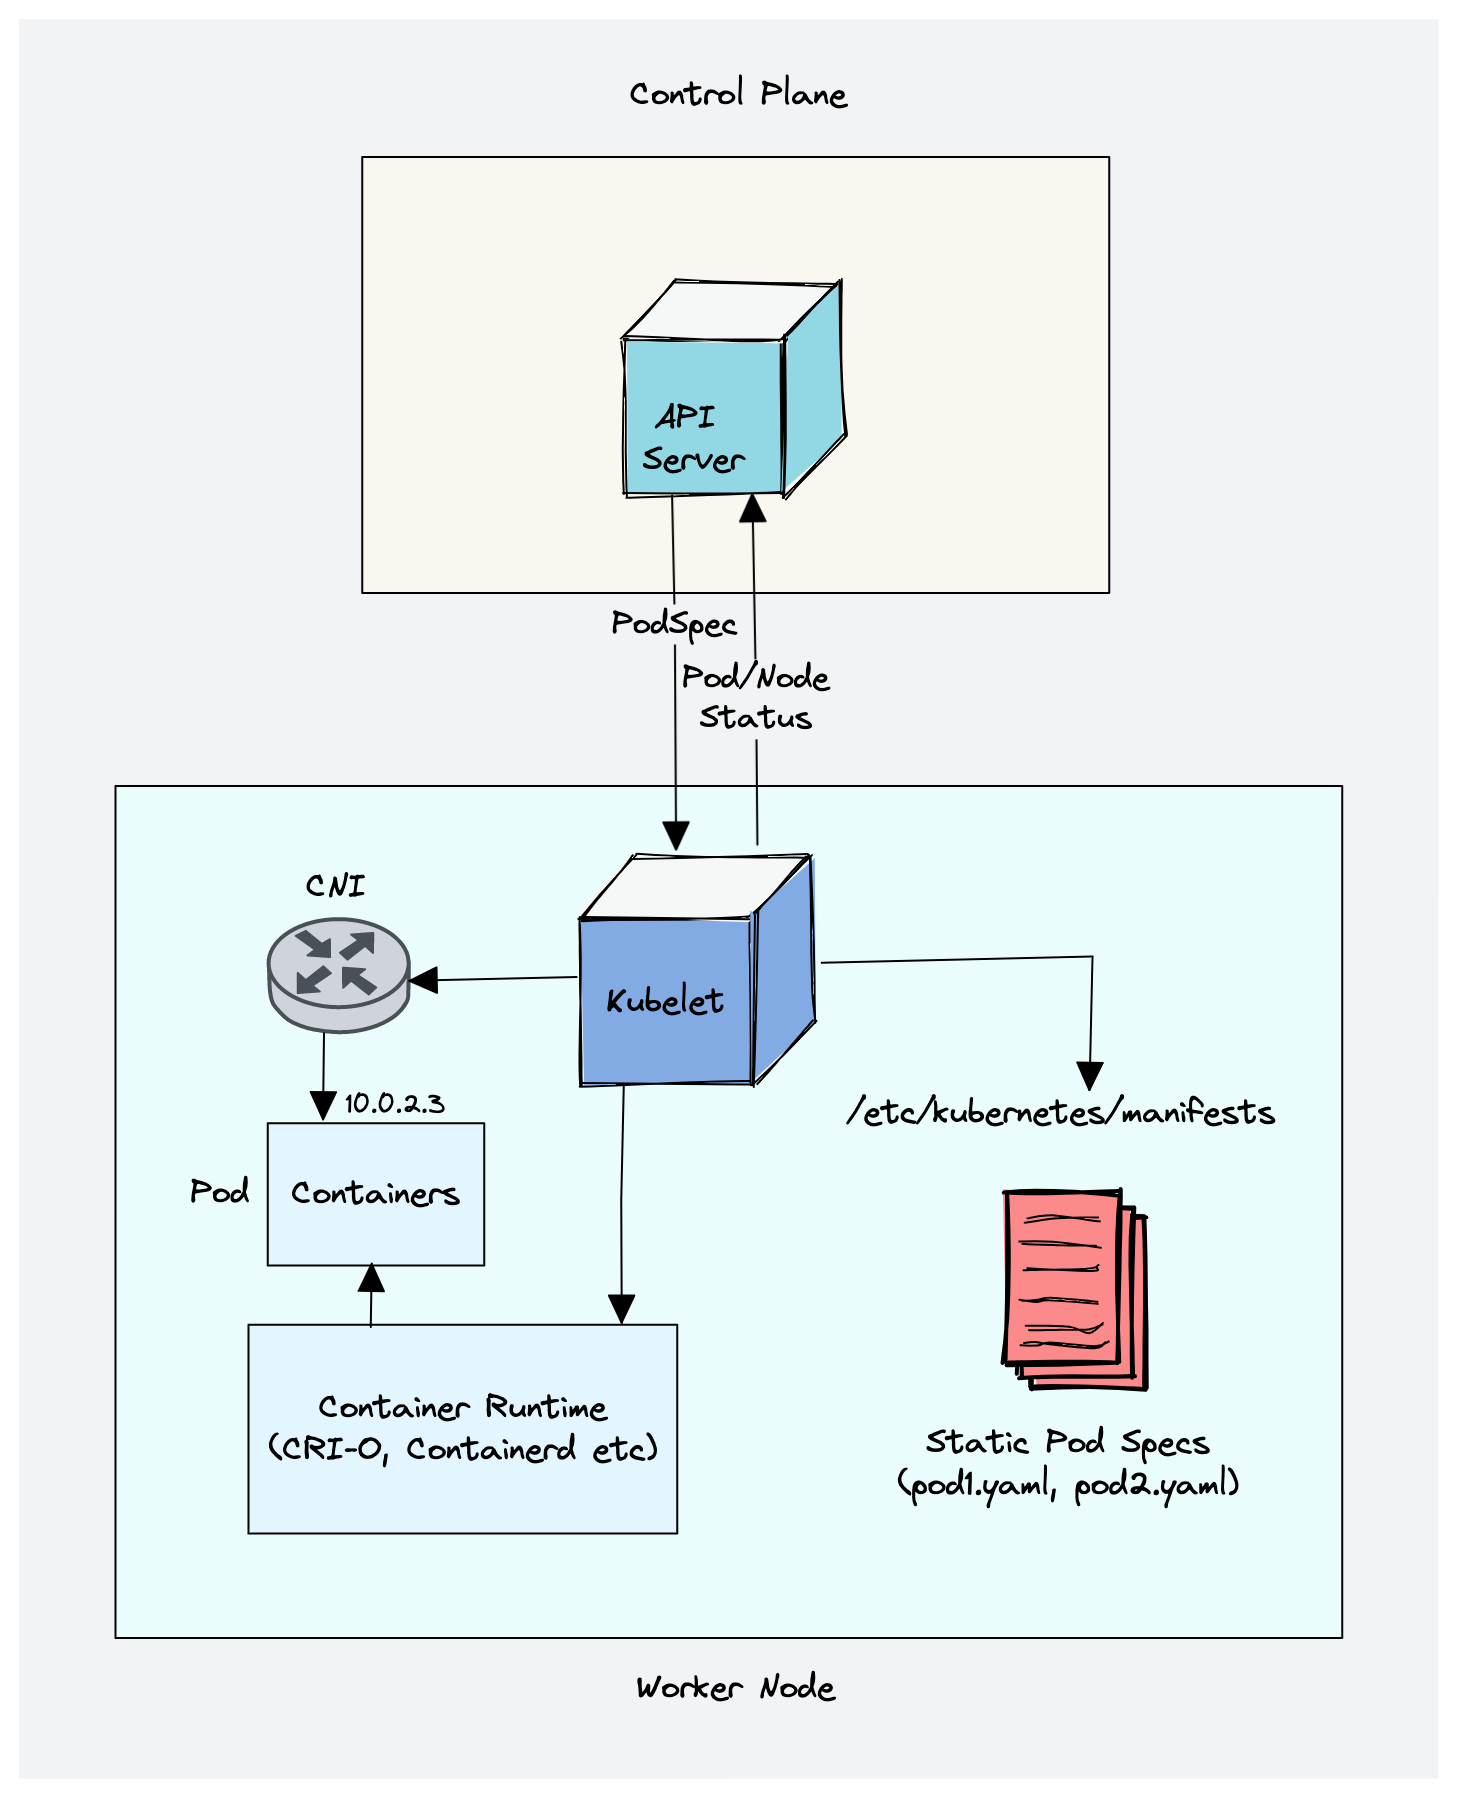 Control Plane
API
Server
PodSpec
Pod/Node
Status
CNI
Kubelet
10.0.2.3
/etc/kubernetes/manifests
Pod
Containers
Container Runtime
(CRI-O, Containerd etc)
Static Pod Specs
(pod1.yaml, pod2.yaml)
Worker Node